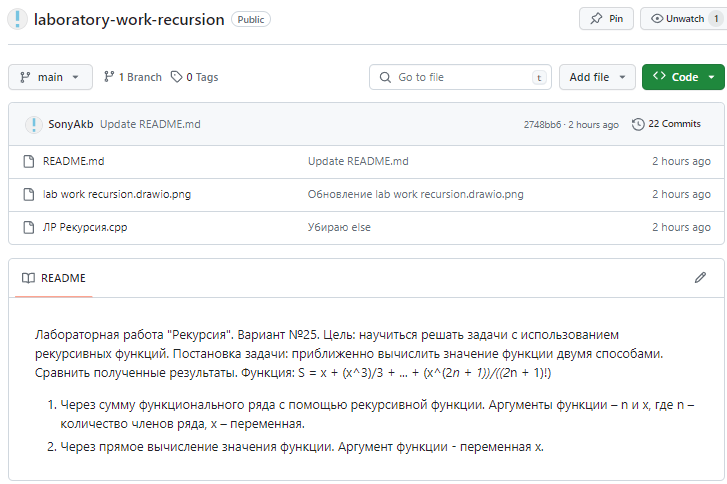 laboratory-work-recursion Public Pin Unwatch 1
main 1 Branch 0 Tags Go to file t Add file Code
SonyAkb Update README.md 2748bb6 · 2 hours ago 22 Commits
README.md Update README.md 2 hours ago
lab work recursion.drawio.png Обновление lab work recursion.drawio.png 2 hours ago
ЛР Рекурсия.cpp Убираю else 2 hours ago
README
Лабораторная работа "Рекурсия". Вариант №25. Цель: научиться решать задачи с использованием
рекурсивных функций. Постановка задачи: приближенно вычислить значение функции двумя способами.
Сравнить полученные результаты. Функция: S = x + (x^3)/3 + ... + (x^(2n + 1))/((2n + 1)!)
1. Через сумму функционального ряда с помощью рекурсивной функции. Аргументы функции – n и x, где n –
количество членов ряда, x – переменная.
2. Через прямое вычисление значения функции. Аргумент функции - переменная x.